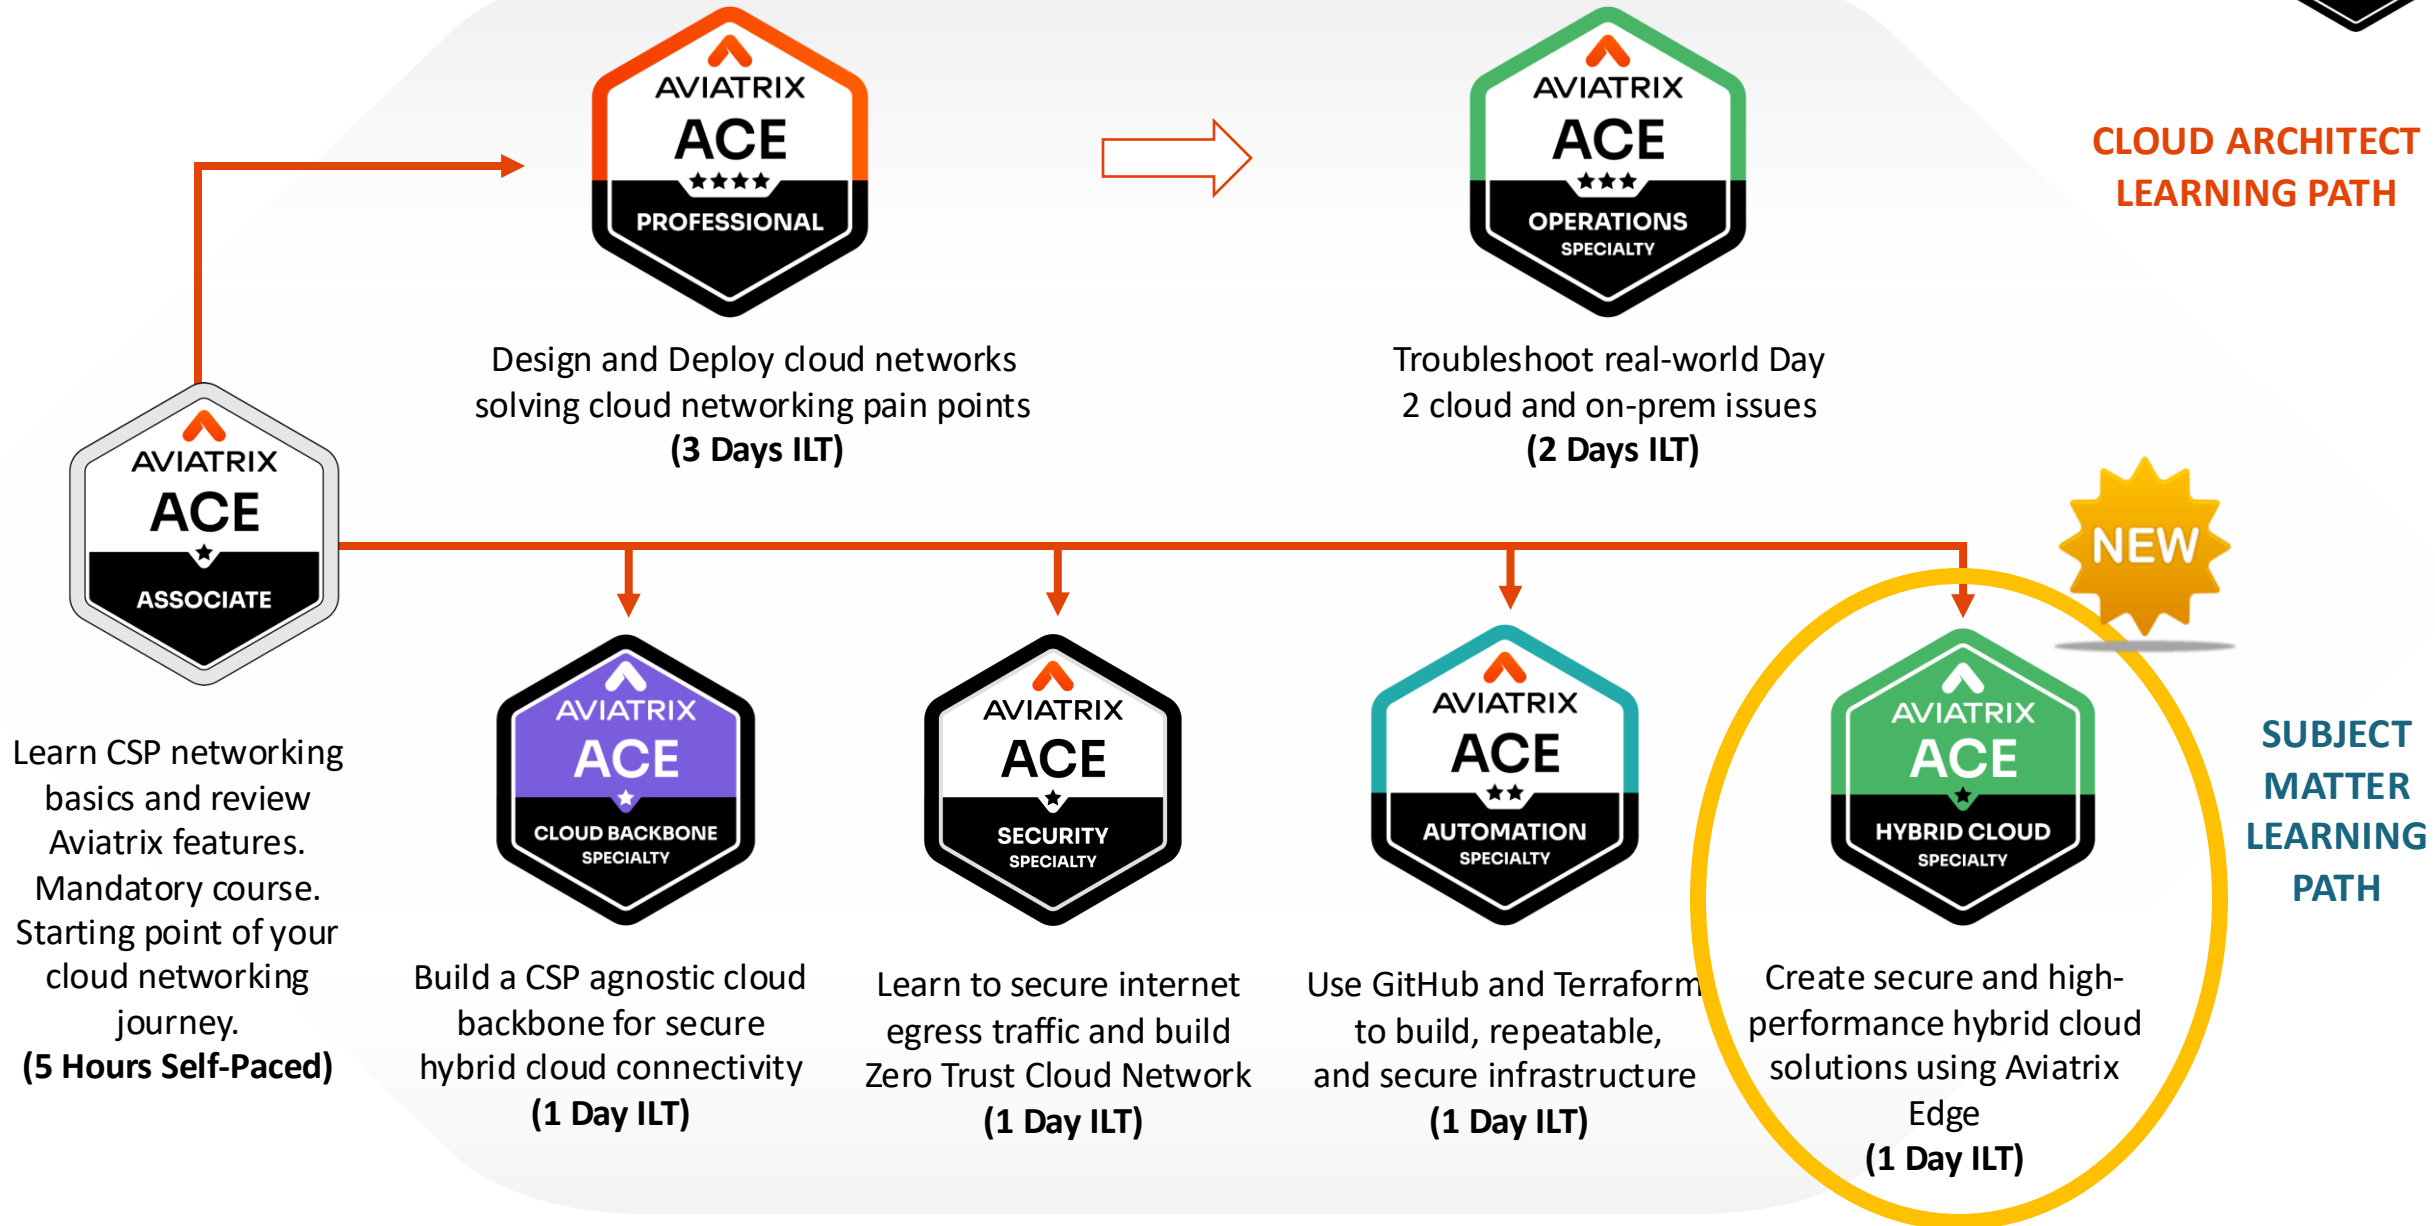 AVIATRIX
ACE
PROFESSIONAL
Design and Deploy cloud networks
solving cloud networking pain points
(3 Days ILT)
AVIATRIX
ACE
OPERATIONS
SPECIALTY
Troubleshoot real-world Day
2 cloud and on-prem issues
(2 Days ILT)
CLOUD ARCHITECT
LEARNING PATH
AVIATRIX
ACE
ASSOCIATE
Learn CSP networking
basics and review
Aviatrix features.
Mandatory course.
Starting point of your
cloud networking
journey.
(5 Hours Self-Paced)
AVIATRIX
ACE
CLOUD BACKBONE
SPECIALTY
Build a CSP agnostic cloud
backbone for secure
hybrid cloud connectivity
(1 Day ILT)
AVIATRIX
ACE
SECURITY
SPECIALTY
Learn to secure internet
egress traffic and build
Zero Trust Cloud Network
(1 Day ILT)
AVIATRIX
ACE
AUTOMATION
SPECIALTY
Use GitHub and Terraform
to build, repeatable,
and secure infrastructure
(1 Day ILT)
NEW
AVIATRIX
ACE
HYBRID CLOUD
SPECIALTY
Create secure and high-
performance hybrid cloud
solutions using Aviatrix
Edge
(1 Day ILT)
SUBJECT
MATTER
LEARNING
PATH